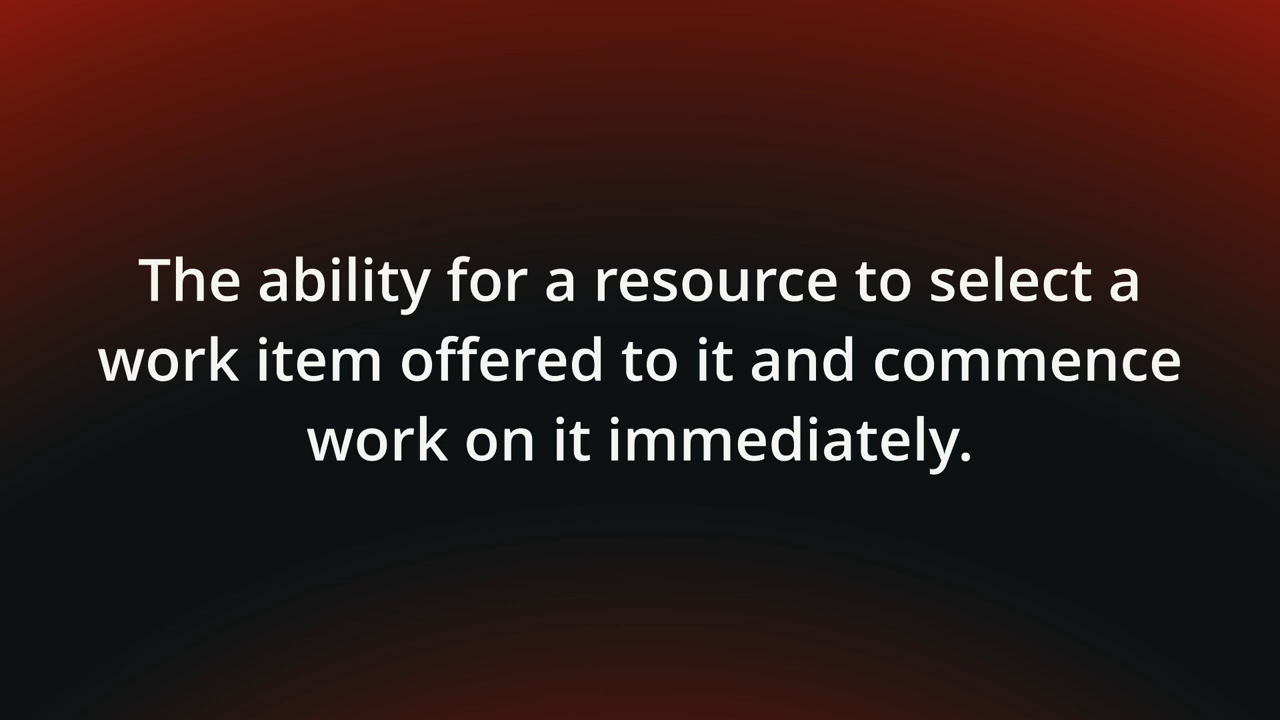 The ability for a resource to select a
work item offered to it and commence
work on it immediately.